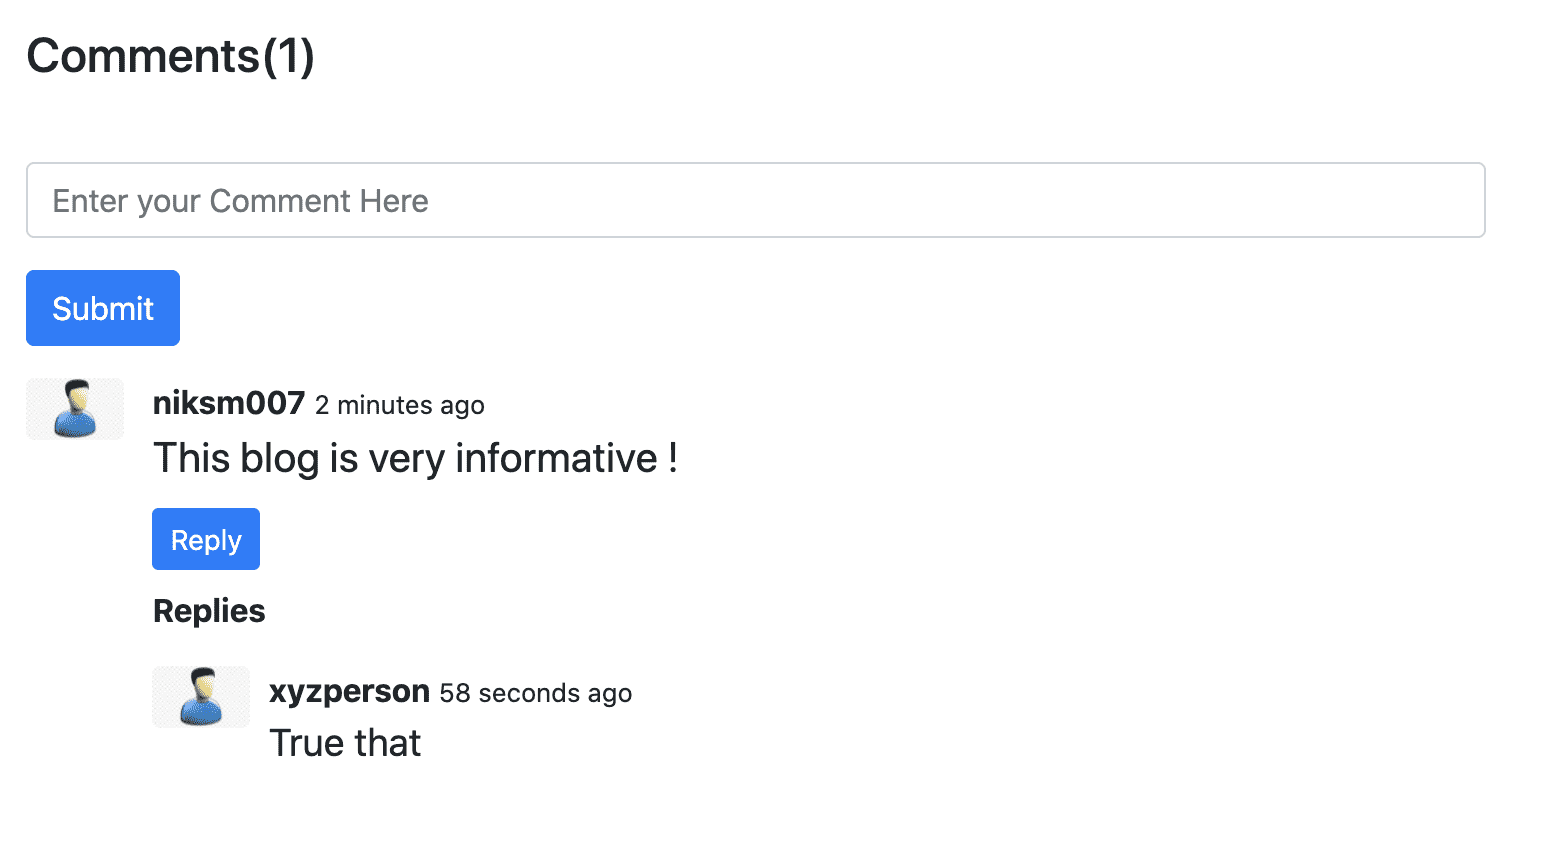 Comments(1)
Enter your Comment Here
Submit
niksm007 2 minutes ago
This blog is very informative !
Reply
Replies
xyzperson 58 seconds ago
True that